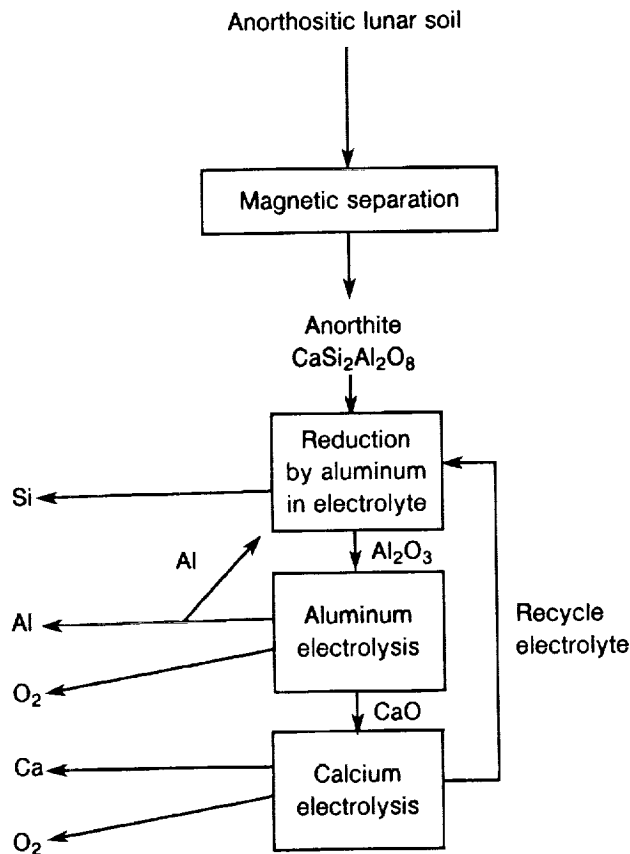 Anorthositic lunar soil
Magnetic separation
Anorthite
CaSi₂Al₂O₈
Reduction
by aluminum
in electrolyte
Si
Al
Al₂O₃
Al
Aluminum
electrolysis
Recycle
electrolyte
O₂
CaO
Ca
Calcium
electrolysis
O₂